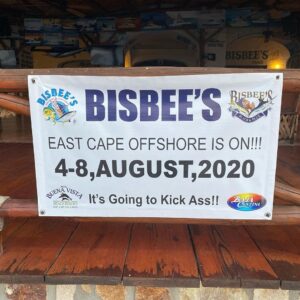 BISBEE'S
BISBEE'S
BISBEE'S
EAST CAPE OFFSHORE IS ON!!!
4-8,AUGUST,2020
BUENA VISTA
It's Going to Kick Ass!!